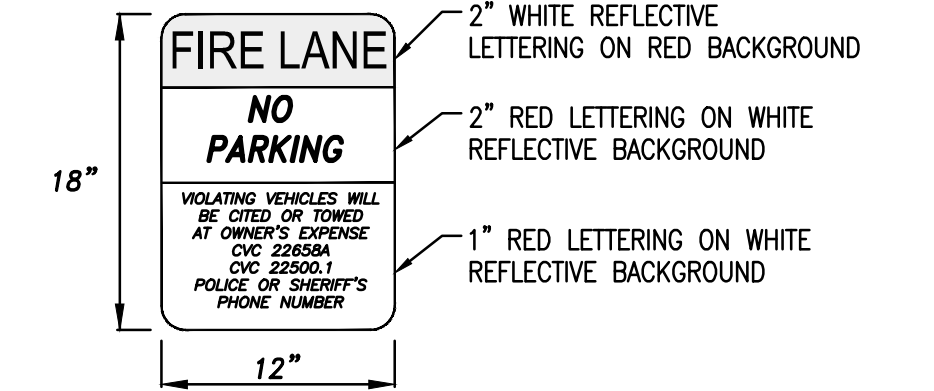 FIRE LANE
NO
PARKING
VIOLATING VEHICLES WILL
BE CITED OR TOWED
AT OWNER'S EXPENSE
CVC 22658A
CVC 22500.1
POLICE OR SHERIFF'S
PHONE NUMBER
18"
12"
2" WHITE REFLECTIVE
LETTERING ON RED BACKGROUND
2" RED LETTERING ON WHITE
REFLECTIVE BACKGROUND
1" RED LETTERING ON WHITE
REFLECTIVE BACKGROUND